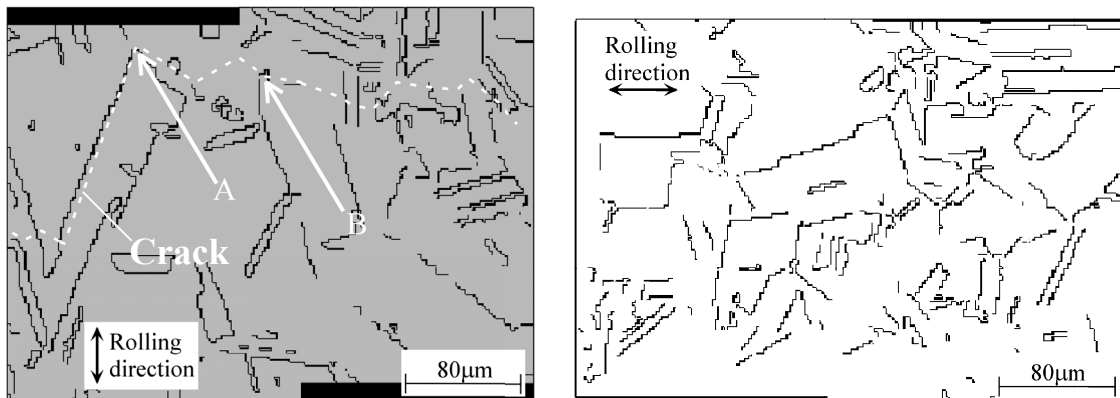 A
B
Crack
Rolling
direction
80μm
Rolling
direction
80μm